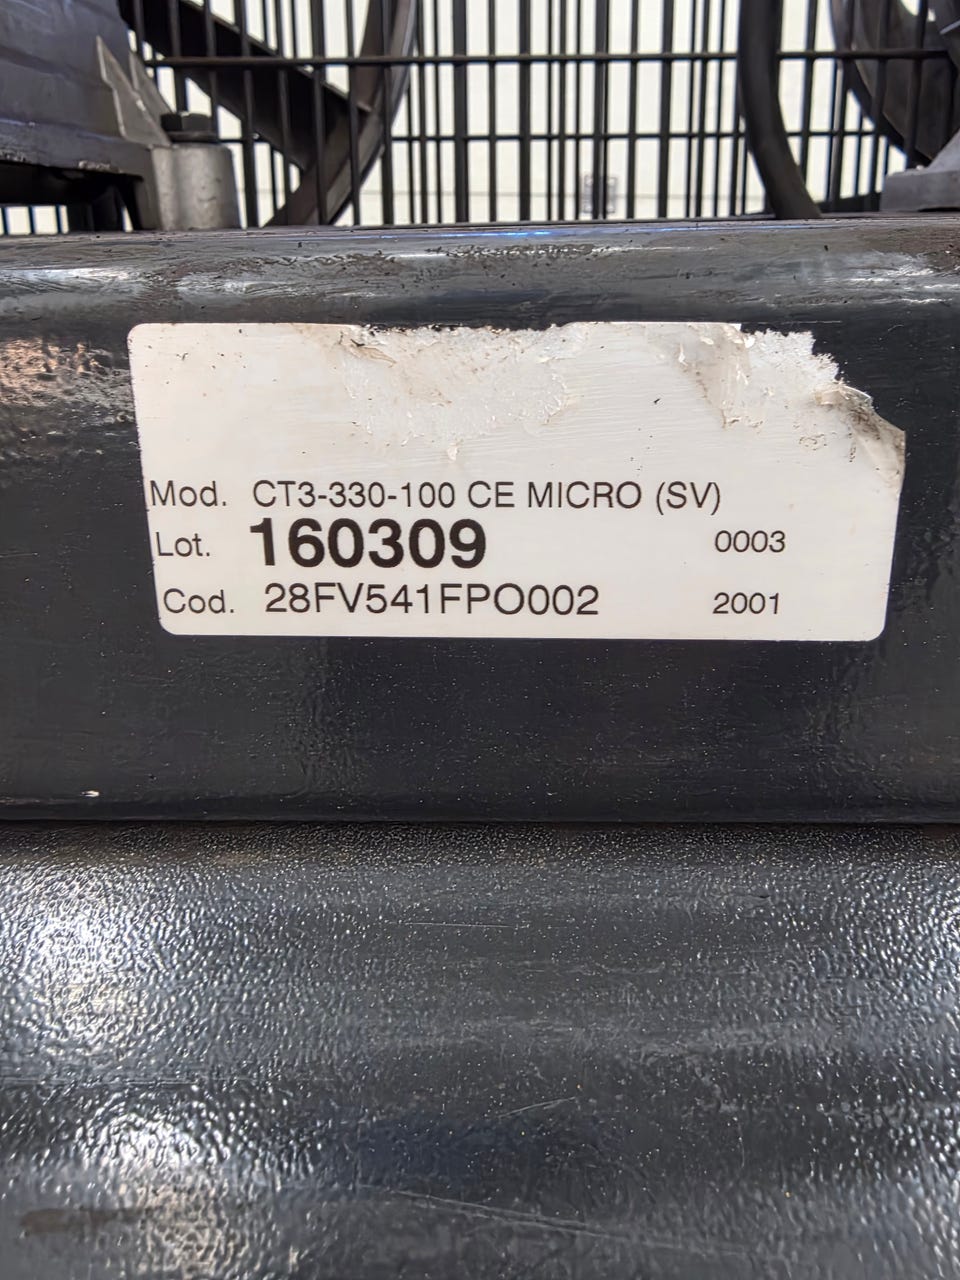 Mod. CT3-330-100 CE MICRO (SV)
Lot. 160309 0003
Cod. 28FV541FPO002 2001